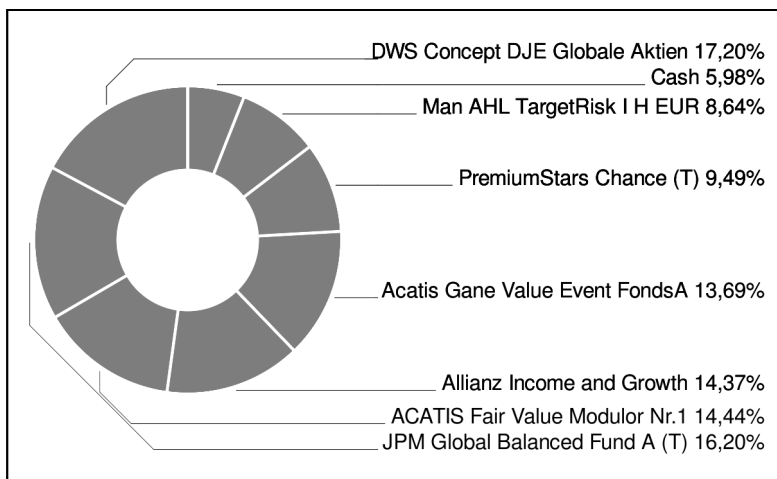 DWS Concept DJE Globale Aktien 17,20%
Cash 5,98%
Man AHL TargetRisk I H EUR 8,64%
PremiumStars Chance (T) 9,49%
Acatis Gane Value Event FondsA 13,69%
Allianz Income and Growth 14,37%
ACATIS Fair Value Modulor Nr.1 14,44%
JPM Global Balanced Fund A (T) 16,20%